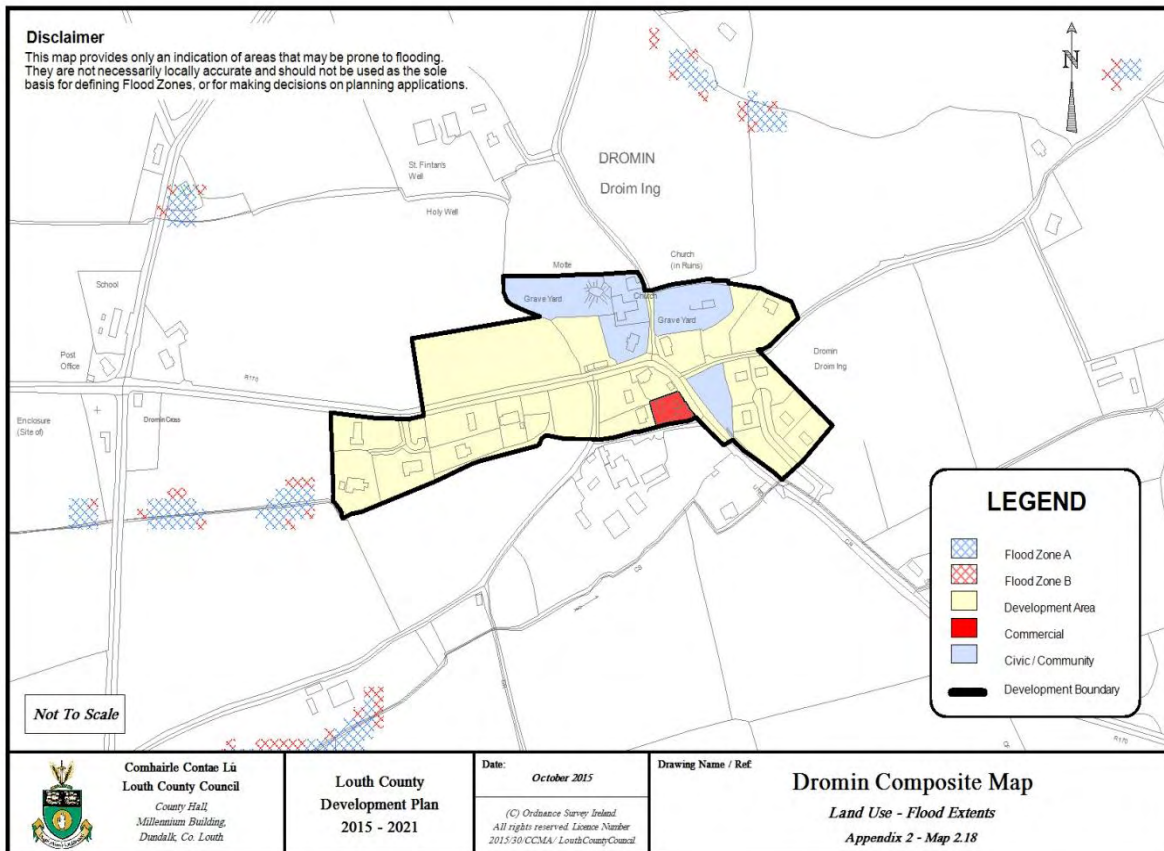 Disclaimer
This map provides only an indication of areas that may be prone to flooding.
They are not necessarily locally accurate and should not be used as the sole
basis for defining Flood Zones, or for making decisions on planning applications.
N
DROMIN
Droim Ing
St. Fintan's
Well
Holy Well
Motte
Church
(in Ruins)
Grave Yard
Church
Grave Yard
School
Post
Office
R170
Enclosure
(Site of)
Dromin Cross
Dromin
Droim Ing
R170
Not To Scale
LEGEND
Flood Zone A
Flood Zone B
Development Area
Commercial
Civic / Community
Development Boundary
Comhairle Contae Lú
Louth County Council
County Hall,
Millennium Building,
Dundalk, Co. Louth
Louth County
Development Plan
2015 - 2021
Date:
October 2015
(C) Ordnance Survey Ireland
All rights reserved. Licence Number
2015/30/CCMA/ LouthCountyCouncil
Drawing Name / Ref:
Dromin Composite Map
Land Use - Flood Extents
Appendix 2 - Map 2.18